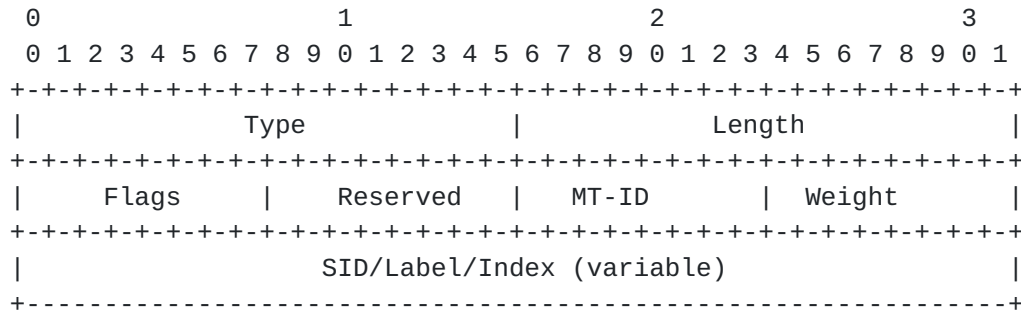 0                   1                   2                   3
 0 1 2 3 4 5 6 7 8 9 0 1 2 3 4 5 6 7 8 9 0 1 2 3 4 5 6 7 8 9 0 1
+-+-+-+-+-+-+-+-+-+-+-+-+-+-+-+-+-+-+-+-+-+-+-+-+-+-+-+-+-+-+-+-+
|              Type             |            Length             |
+-+-+-+-+-+-+-+-+-+-+-+-+-+-+-+-+-+-+-+-+-+-+-+-+-+-+-+-+-+-+-+-+
|     Flags     |    Reserved   |   MT-ID       |  Weight       |
+-+-+-+-+-+-+-+-+-+-+-+-+-+-+-+-+-+-+-+-+-+-+-+-+-+-+-+-+-+-+-+-+
|                   SID/Label/Index (variable)                  |
+---------------------------------------------------------------+